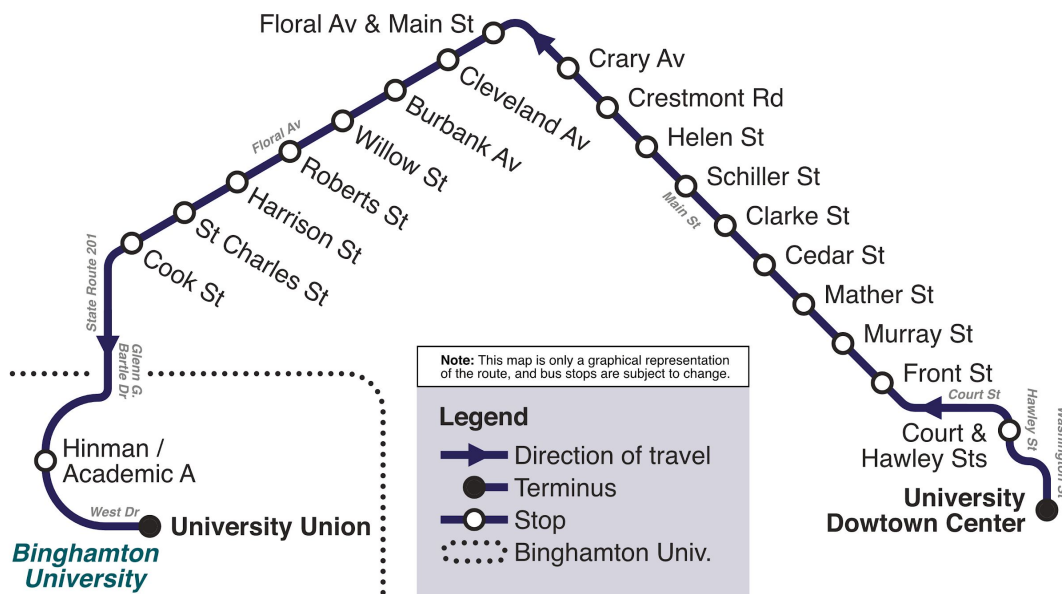 Floral Av & Main St
Crary Av
Cleveland Av
Crestmont Rd
Burbank Av
Helen St
Willow St
Floral Av
Roberts St
Schiller St
Main St
Harrison St
Clarke St
St Charles St
Cedar St
Cook St
State Route 201
Mather St
Murray St
Glenn G.
Bartle Dr
Front St
Court St
Hawley St
Washington St
Court &
Hawley Sts
University
Dowtown Center
Note: This map is only a graphical representation
of the route, and bus stops are subject to change.
Legend
Direction of travel
Terminus
Stop
Binghamton Univ.
Hinman /
Academic A
West Dr
University Union
Binghamton
University